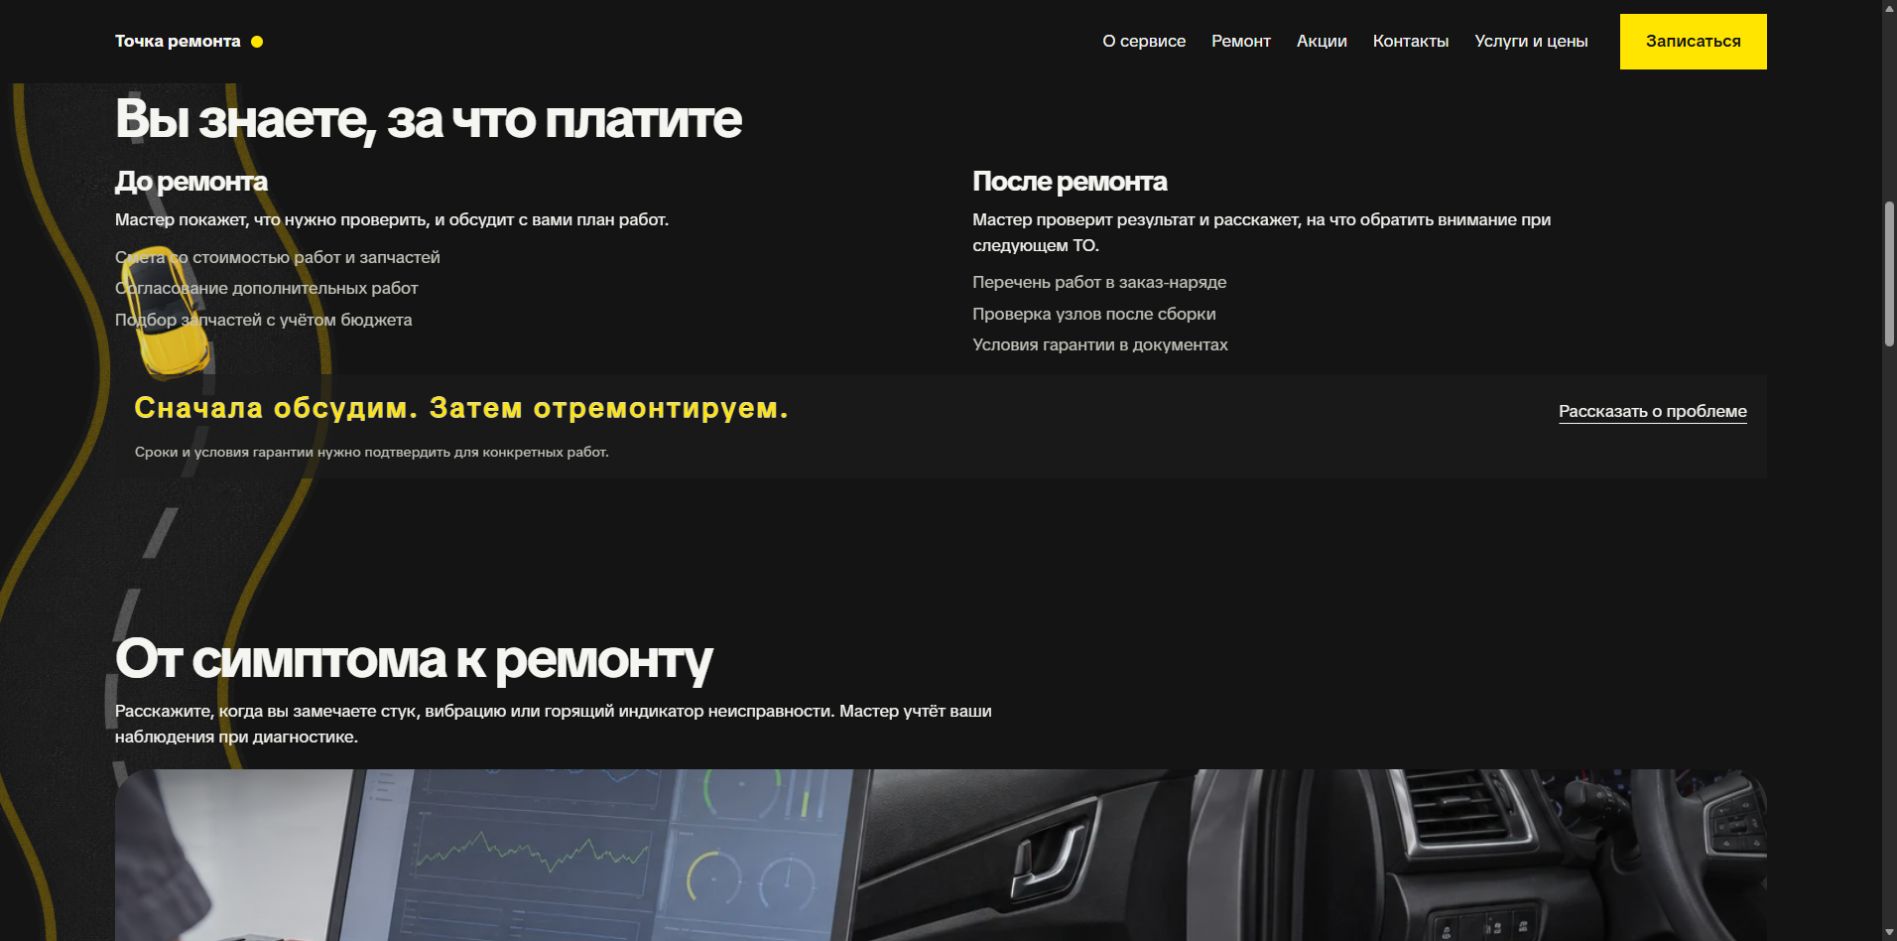 Точка ремонта
О сервисе
Ремонт
Акции
Контакты
Услуги и цены
Записаться
Вы знаете, за что платите
До ремонта
Мастер покажет, что нужно проверить, и обсудит с вами план работ.
Смета со стоимостью работ и запчастей
Согласование дополнительных работ
Подбор запчастей с учётом бюджета
После ремонта
Мастер проверит результат и расскажет, на что обратить внимание при
следующем ТО.
Перечень работ в заказ-наряде
Проверка узлов после сборки
Условия гарантии в документах
Сначала обсудим. Затем отремонтируем.
Рассказать о проблеме
Сроки и условия гарантии нужно подтвердить для конкретных работ.
От симптома к ремонту
Расскажите, когда вы замечаете стук, вибрацию или горящий индикатор неисправности. Мастер учтёт ваши
наблюдения при диагностике.